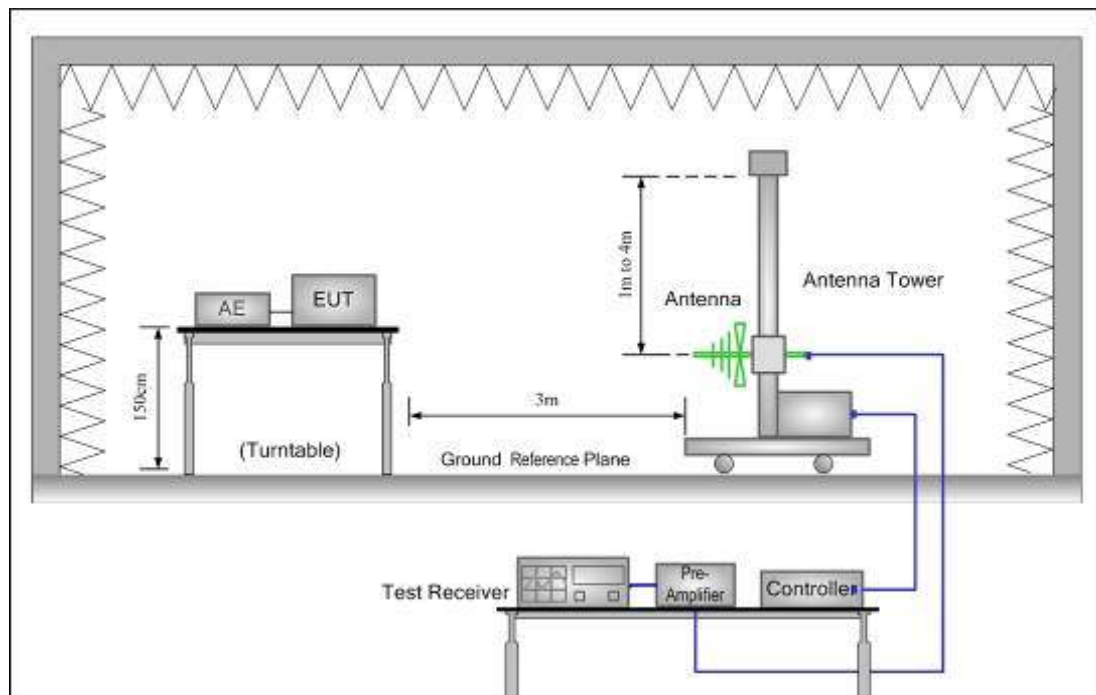 1m to 4m
Antenna
Antenna Tower
AE
EUT
150cm
3m
(Turntable)
Ground Reference Plane
Test Receiver
Pre-
Amplifier
Controller